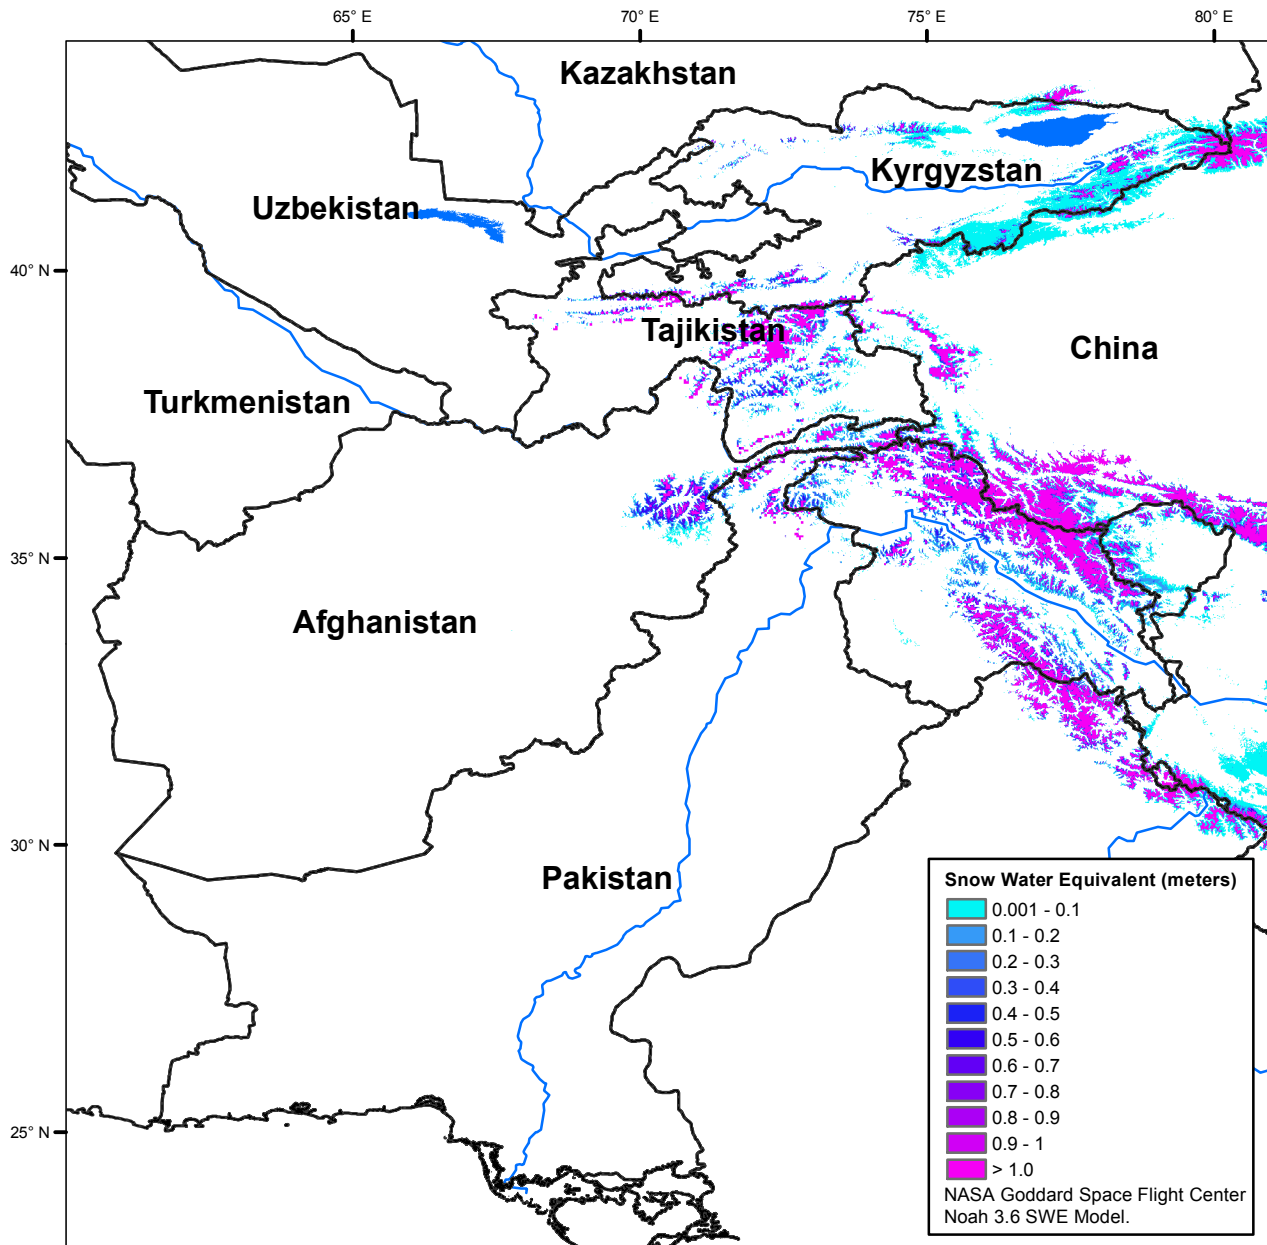 65° E 70° E 75° E 80° E
Kazakhstan
Kyrgyzstan
Uzbekistan
40° N
Tajikistan
China
Turkmenistan
35° N
Afghanistan
30° N
Pakistan
25° N
Snow Water Equivalent (meters)
0.001 - 0.1
0.1 - 0.2
0.2 - 0.3
0.3 - 0.4
0.4 - 0.5
0.5 - 0.6
0.6 - 0.7
0.7 - 0.8
0.8 - 0.9
0.9 - 1
> 1.0
NASA Goddard Space Flight Center
Noah 3.6 SWE Model.